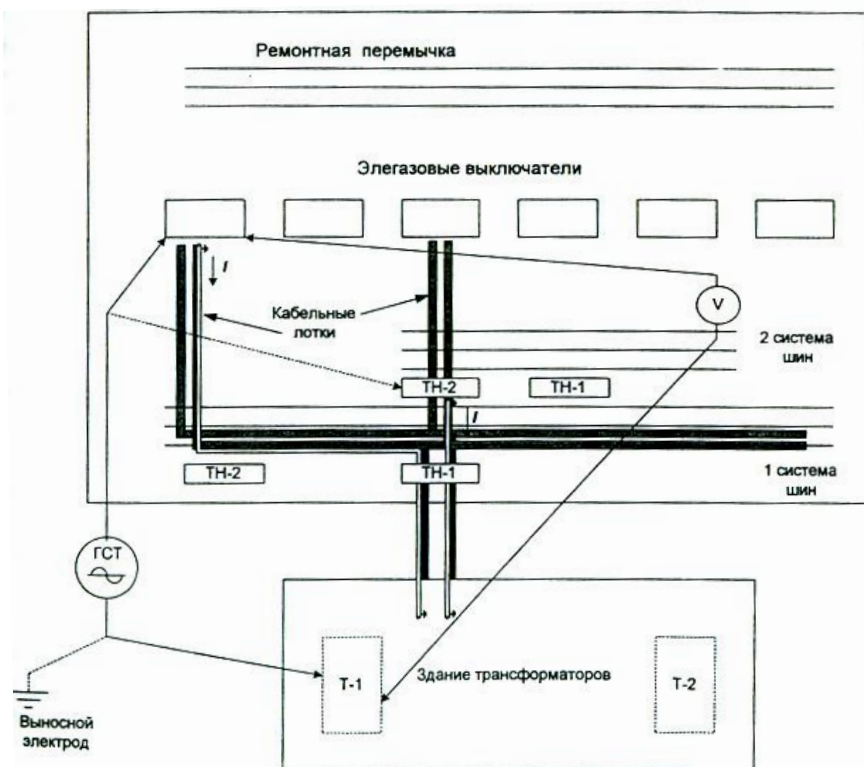 Ремонтная перемычка
Элегазовые выключатели
I
Кабельные
лотки
V
2 система
шин
ТН-2
ТН-1
I
ТН-2
ТН-1
1 система
шин
ГСТ
Т-1
Здание трансформаторов
Т-2
Выносной
электрод